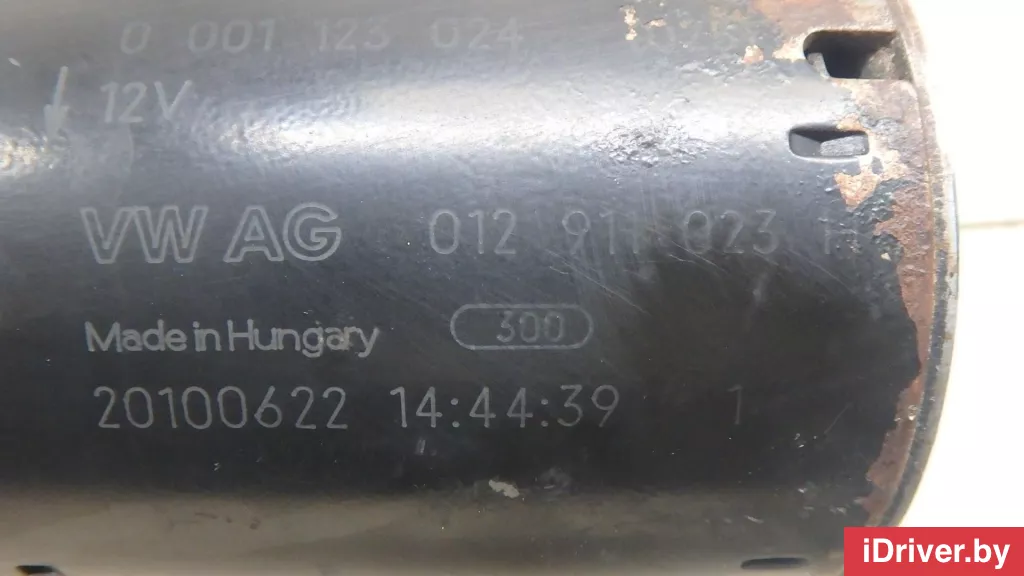 0 001 123 024
12V
VW AG 012 911 023
Made in Hungary 300
20100622 14:44:39 1
iDriver.by